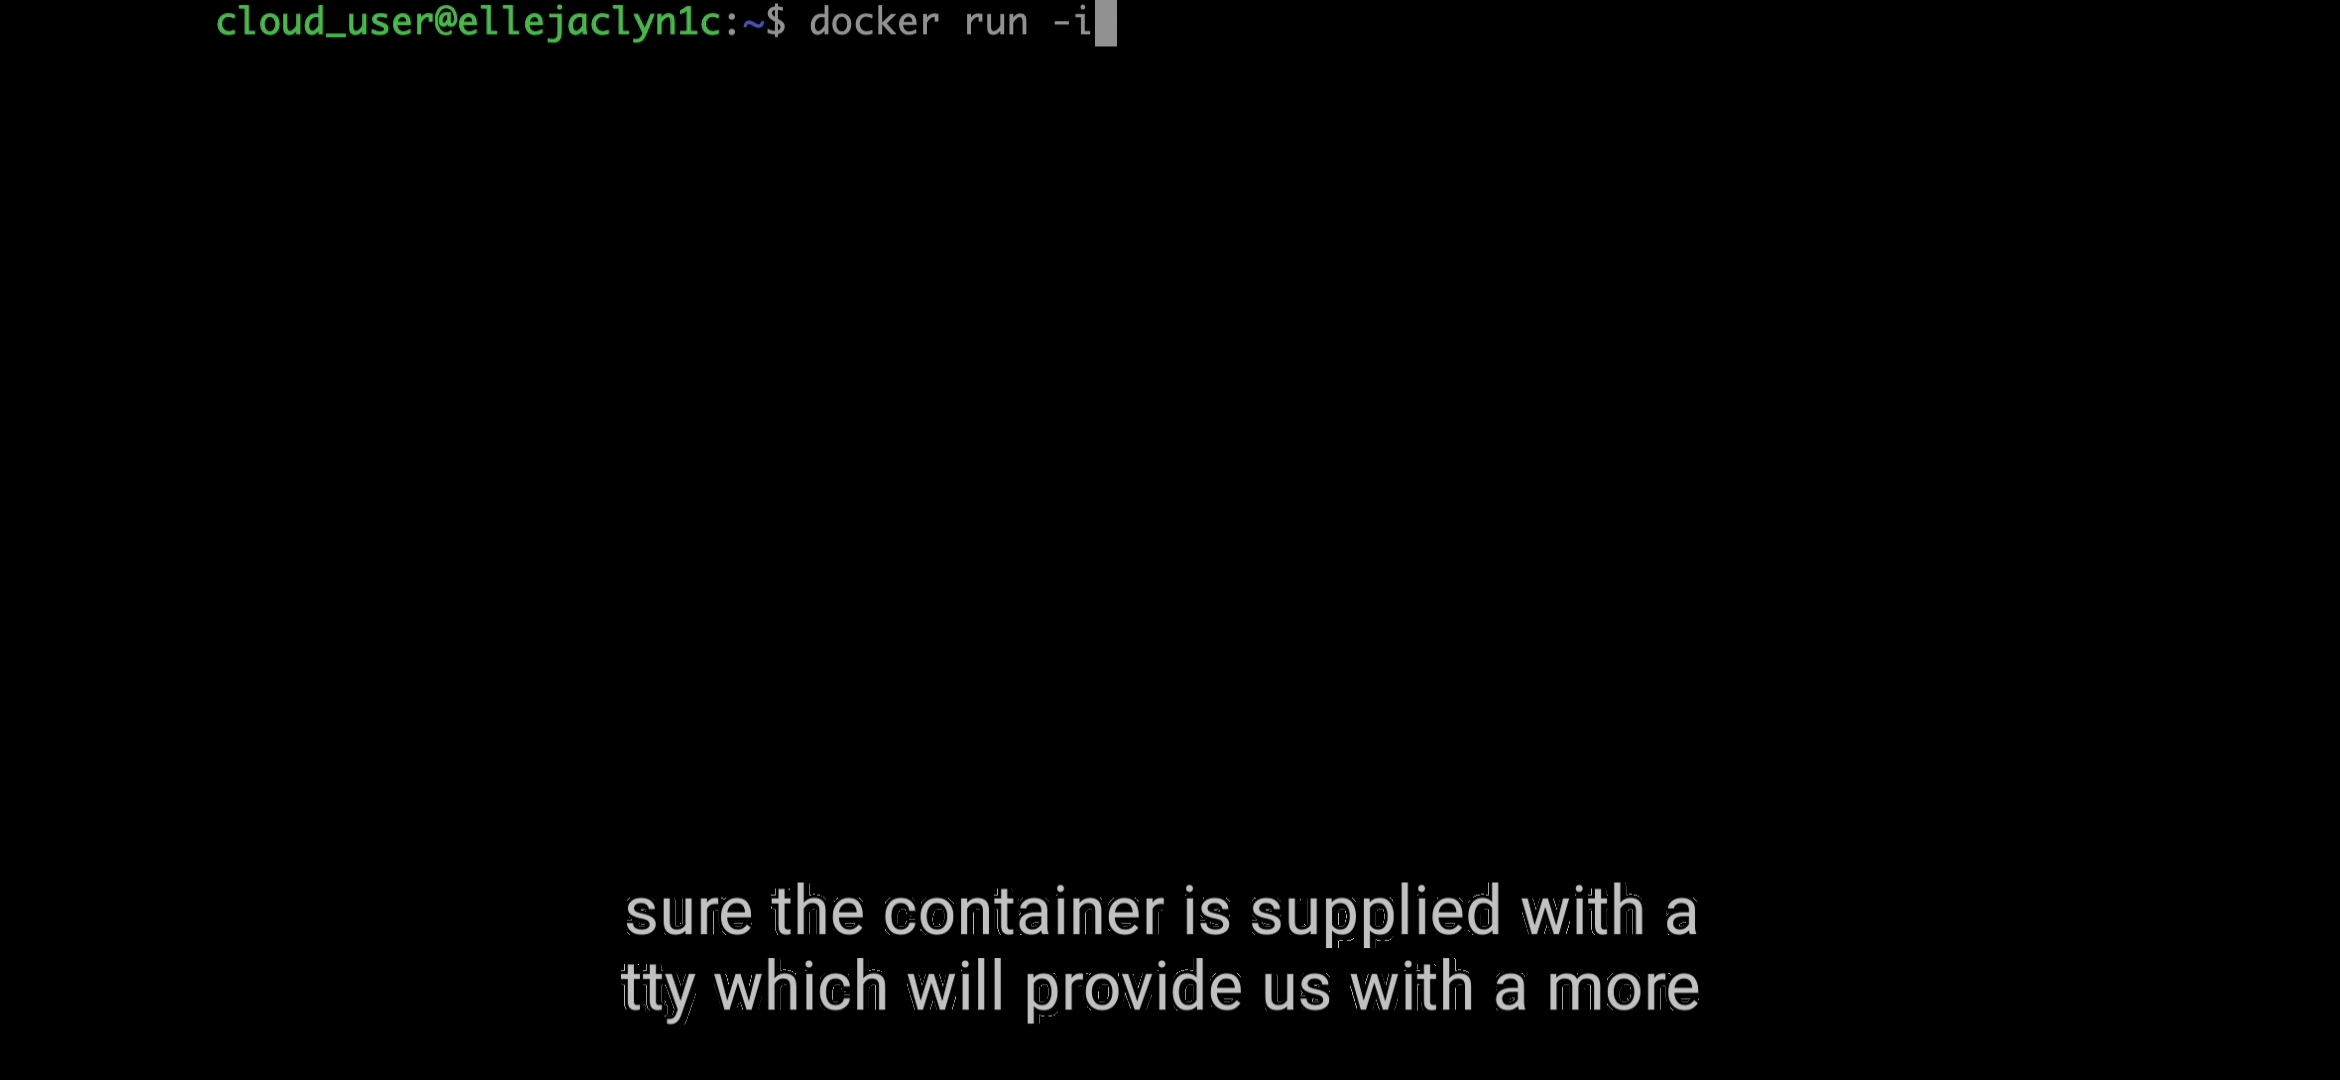 cloud_user@ellejaclyn1c:~$ docker run -i
sure the container is supplied with a
tty which will provide us with a more